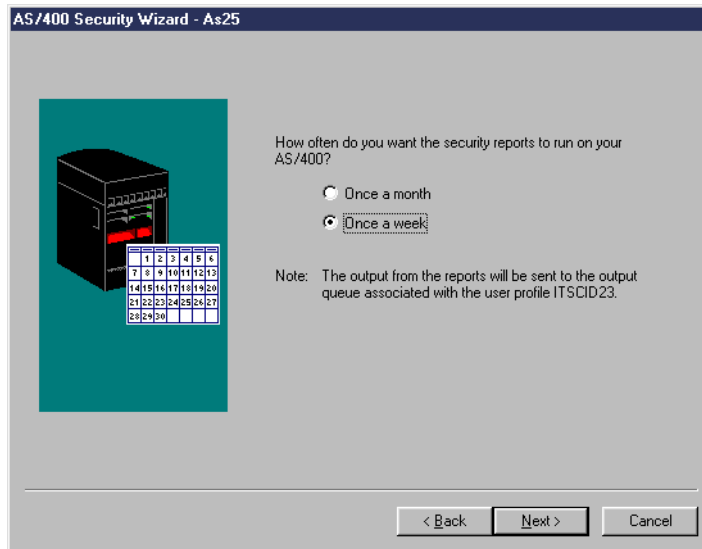 AS/400 Security Wizard - As25
How often do you want the security reports to run on your
AS/400?
Once a month
Once a week
Note: The output from the reports will be sent to the output
queue associated with the user profile ITSCID23.
1 2 3 4 5 6
7 8 9 10 11 12 13
14 15 16 17 18 19 20
21 22 23 24 25 26 27
28 29 30
< Back
Next >
Cancel